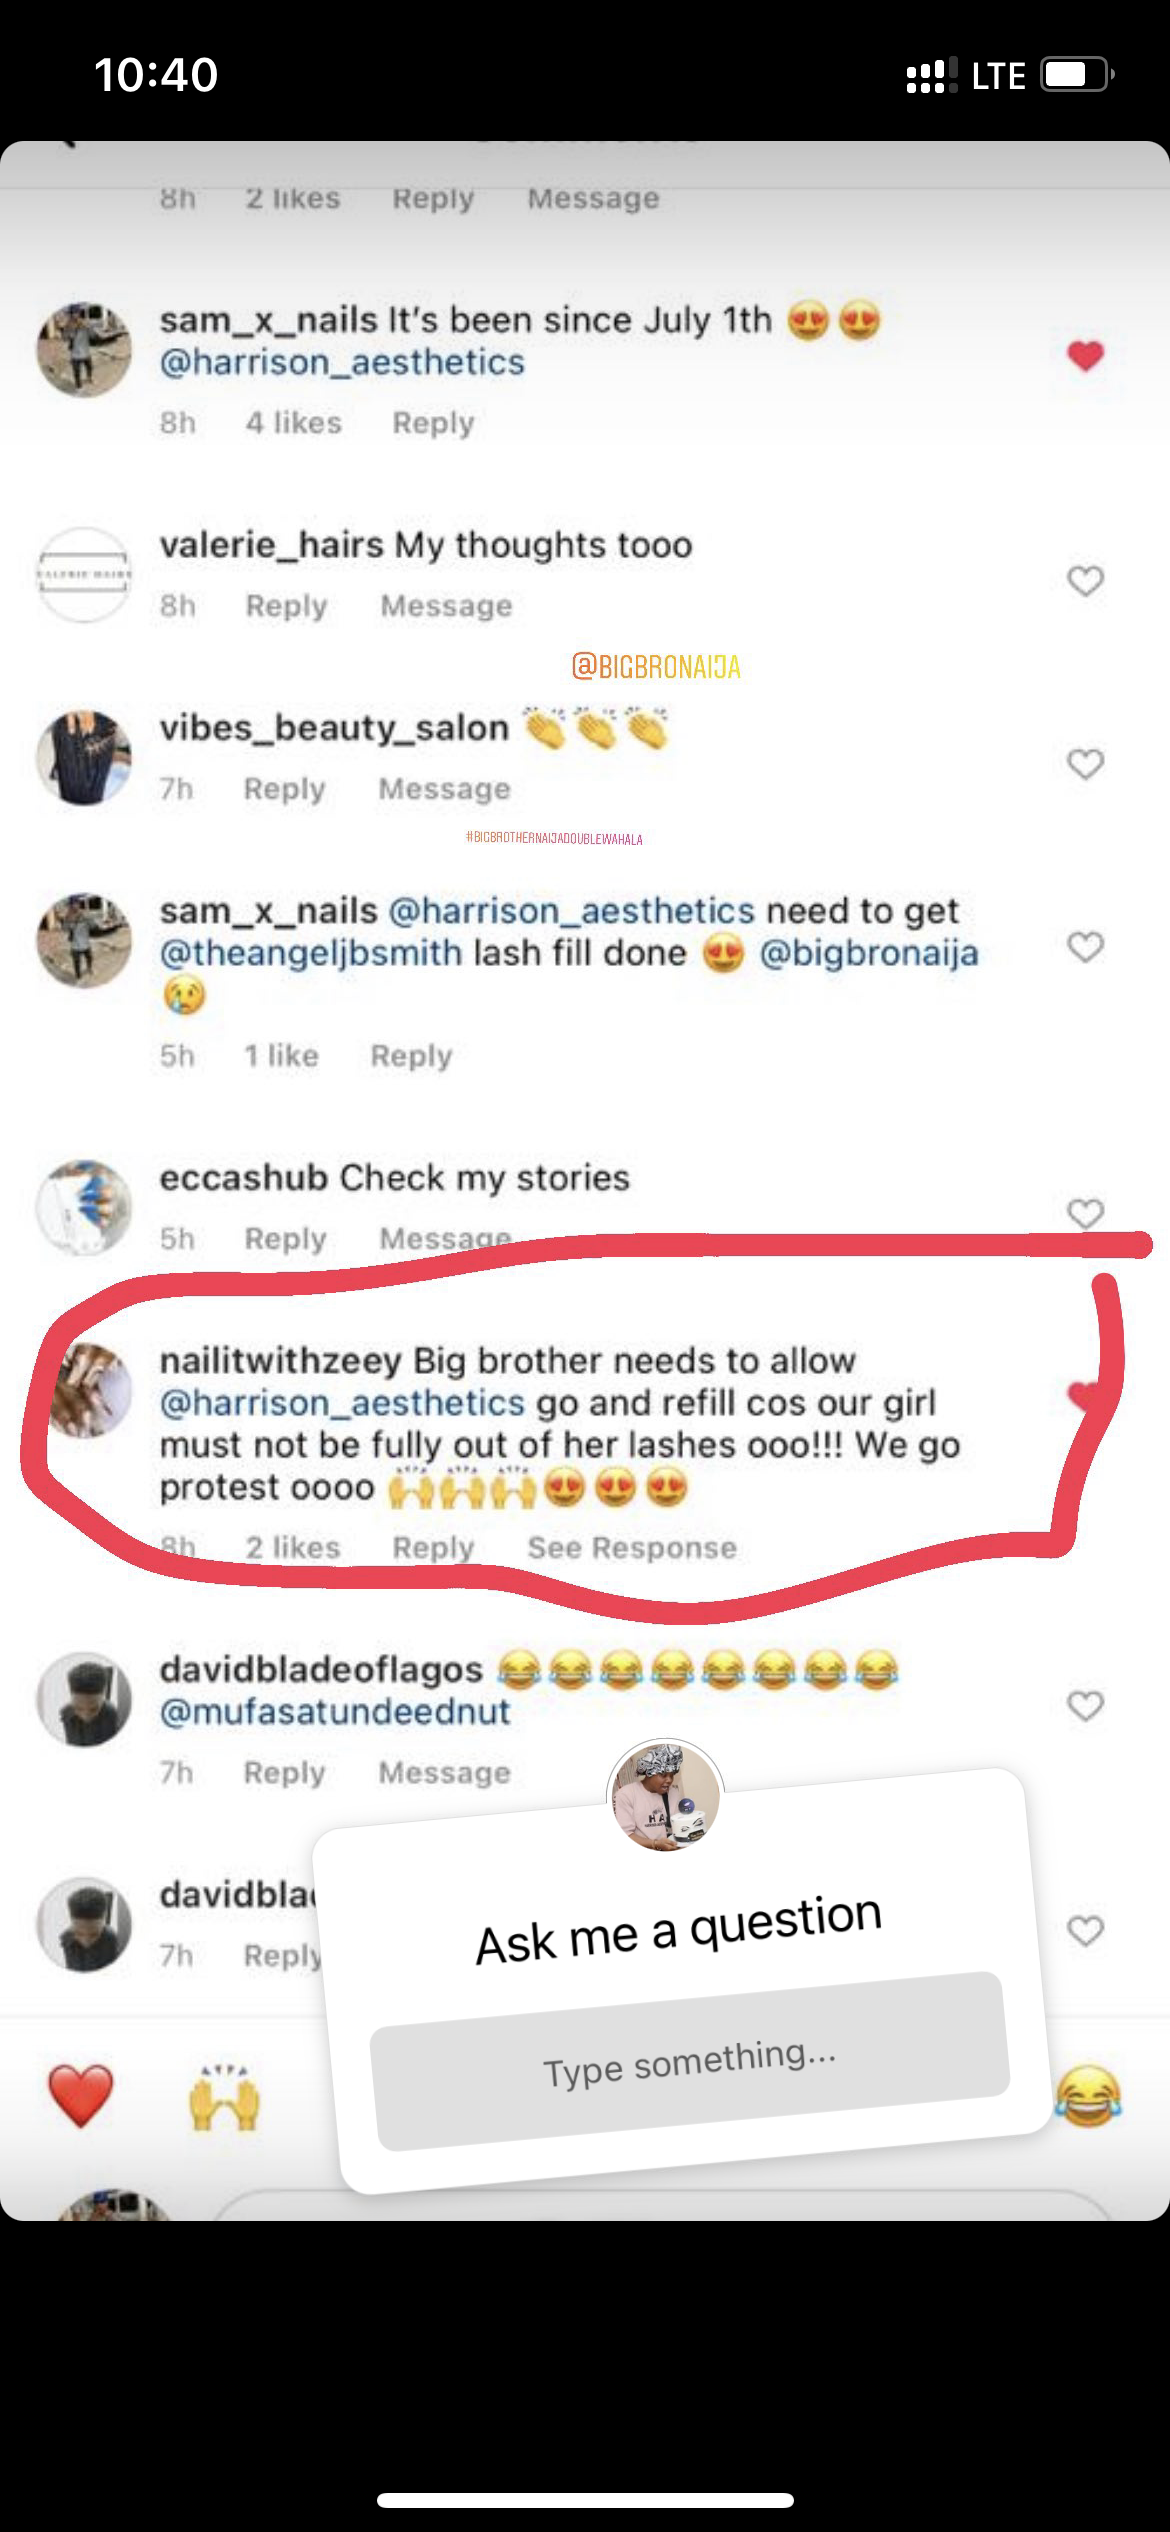 10:40 LTE
8h 2 likes Reply Message
sam_x_nails It's been since July 1th 😍😍
@harrison_aesthetics
8h 4 likes Reply
valerie_hairs My thoughts tooo
VALERIE HAIRS
8h Reply Message
@BIGBRONAIJA
vibes_beauty_salon 👏👏👏
7h Reply Message
#BIGBROTHERNAIJADOUBLEWAHALA
sam_x_nails @harrison_aesthetics need to get
@theangeljbsmith lash fill done 😍 @bigbronaija
😢
5h 1 like Reply
eccashub Check my stories
5h Reply Message
nailitwithzeey Big brother needs to allow
@harrison_aesthetics go and refill cos our girl
must not be fully out of her lashes ooo!!! We go
protest oooo 🙌🙌🙌😍😍😍
8h 2 likes Reply See Response
davidbladeoflagos 😂😂😂😂😂😂😂😂
@mufasatundeednut
7h Reply Message
davidbla
7h Reply
Ask me a question
Type something...